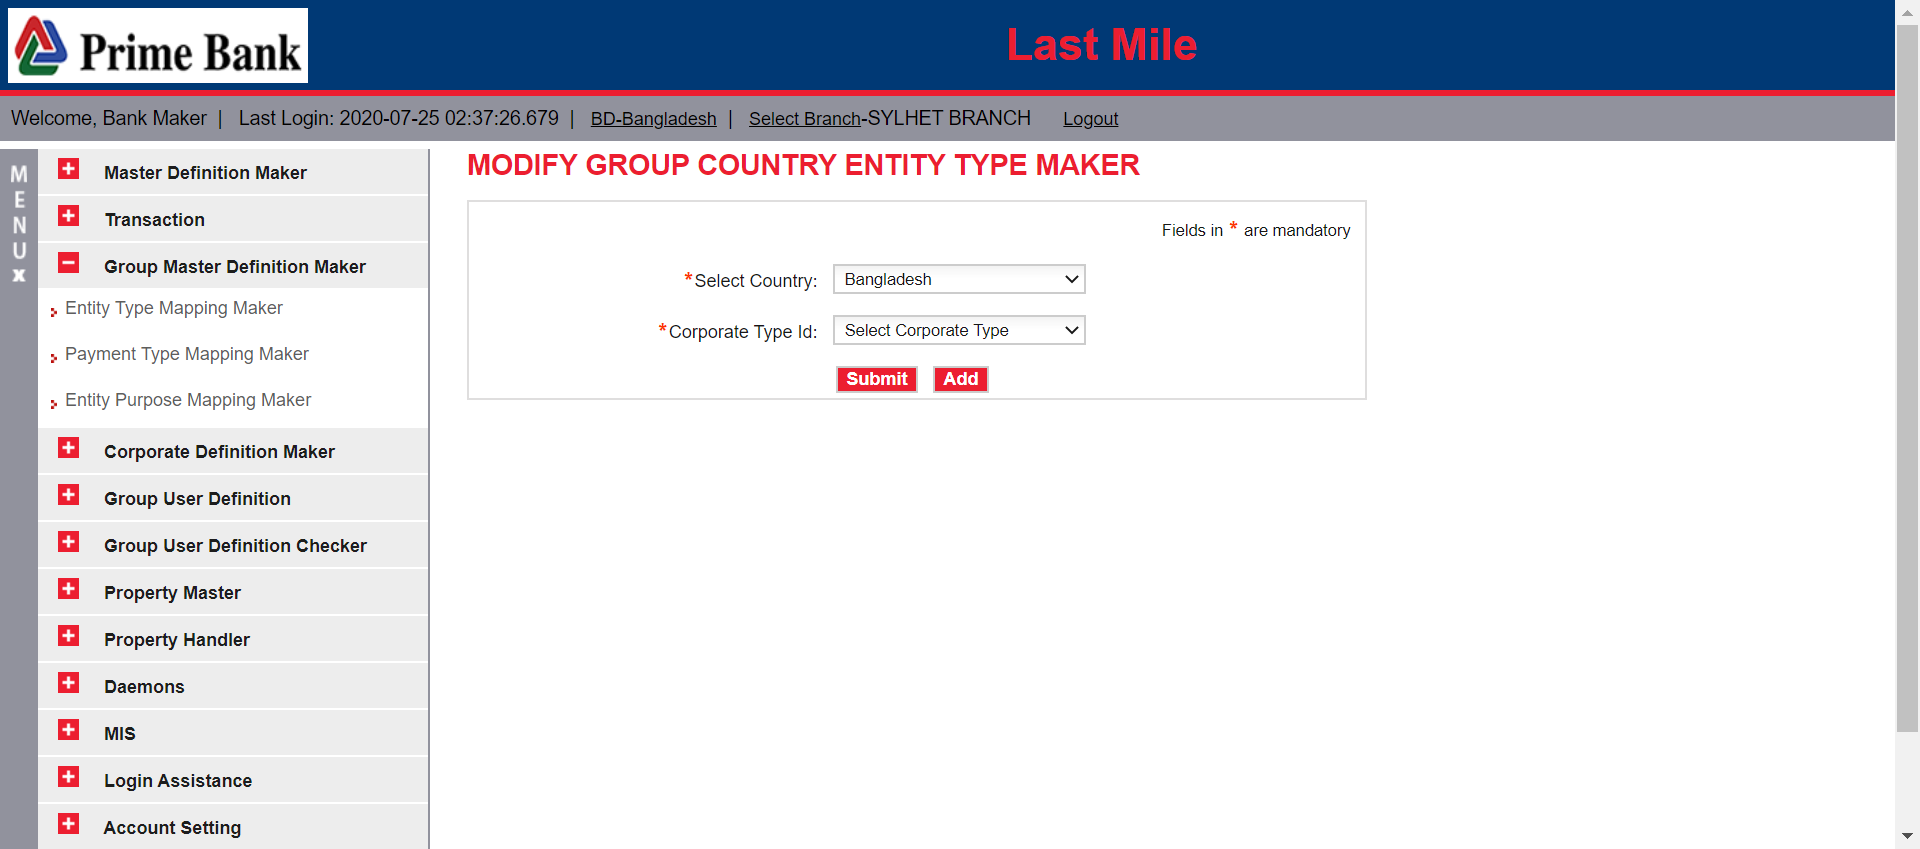 Prime Bank
Last Mile
Welcome, Bank Maker | Last Login: 2020-07-25 02:37:26.679 | BD-Bangladesh | Select Branch-SYLHET BRANCH Logout
MENU X
Master Definition Maker
Transaction
Group Master Definition Maker
Entity Type Mapping Maker
Payment Type Mapping Maker
Entity Purpose Mapping Maker
Corporate Definition Maker
Group User Definition
Group User Definition Checker
Property Master
Property Handler
Daemons
MIS
Login Assistance
Account Setting
MODIFY GROUP COUNTRY ENTITY TYPE MAKER
Fields in * are mandatory
*Select Country: Bangladesh
*Corporate Type Id: Select Corporate Type
Submit Add